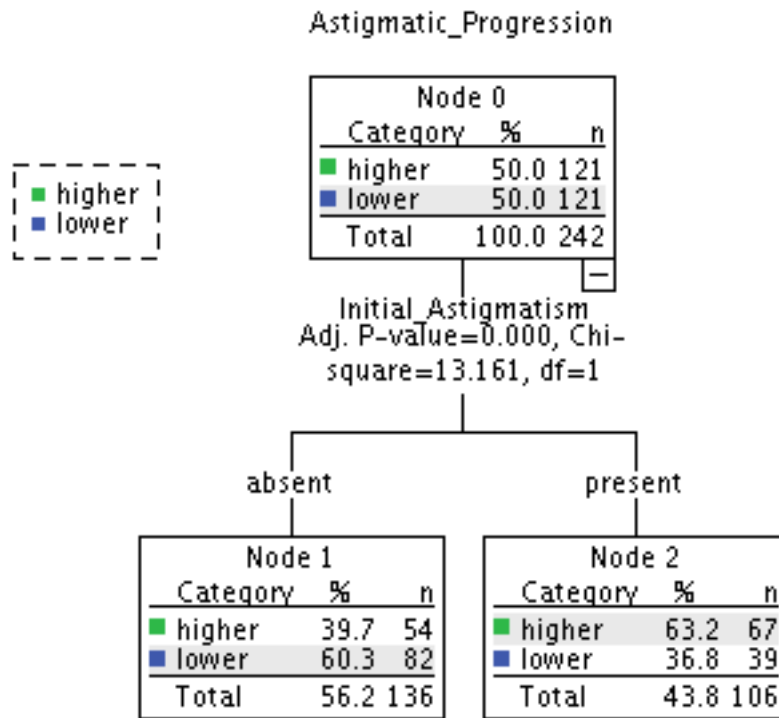 Astigmatic_Progression
Node 0
Category % n
higher 50.0 121
lower 50.0 121
Total 100.0 242
higher
lower
Initial_Astigmatism
Adj. P-value=0.000, Chi-
square=13.161, df=1
absent
present
Node 1
Category % n
higher 39.7 54
lower 60.3 82
Total 56.2 136
Node 2
Category % n
higher 63.2 67
lower 36.8 39
Total 43.8 106